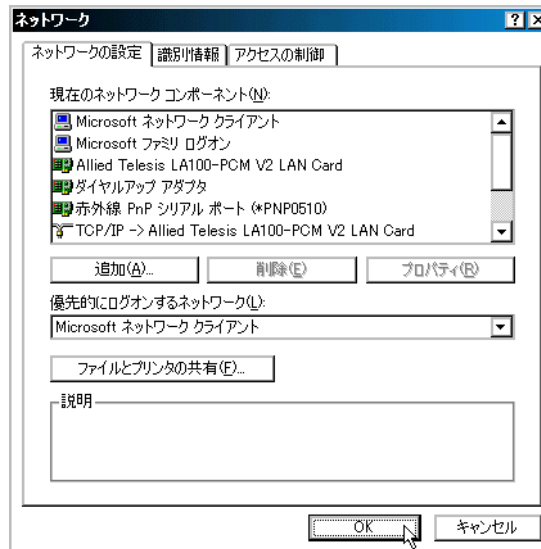 ネットワーク
ネットワークの設定 識別情報 アクセスの制御
現在のネットワーク コンポーネント(N):
Microsoft ネットワーク クライアント
Microsoft ファミリ ログオン
Allied Telesis LA100-PCM V2 LAN Card
ダイヤルアップ アダプタ
赤外線 PnP シリアル ポート (*PNP0510)
TCP/IP -> Allied Telesis LA100-PCM V2 LAN Card
追加(A)... 削除(E) プロパティ(R)
優先的にログオンするネットワーク(L):
Microsoft ネットワーク クライアント
ファイルとプリンタの共有(F)...
説明
OK キャンセル